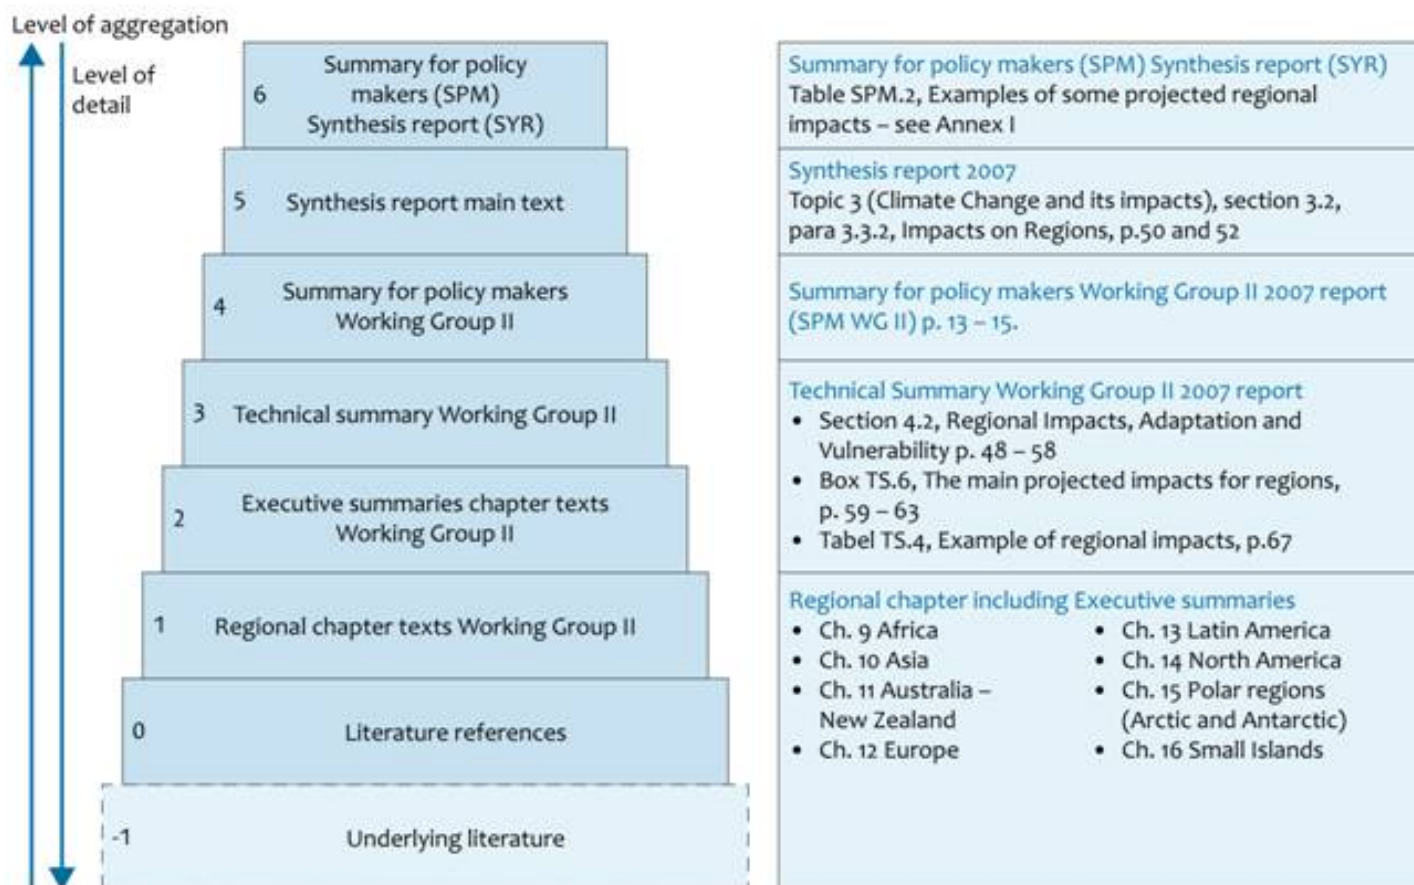 Level of aggregation
Level of
detail
6
Summary for policy
makers (SPM)
Synthesis report (SYR)
5
Synthesis report main text
4
Summary for policy makers
Working Group II
3
Technical summary Working Group II
2
Executive summaries chapter texts
Working Group II
1
Regional chapter texts Working Group II
0
Literature references
-1
Underlying literature
Summary for policy makers (SPM) Synthesis report (SYR)
Table SPM.2, Examples of some projected regional
impacts – see Annex I
Synthesis report 2007
Topic 3 (Climate Change and its impacts), section 3.2,
para 3.3.2, Impacts on Regions, p.50 and 52
Summary for policy makers Working Group II 2007 report
(SPM WG II) p. 13 – 15.
Technical Summary Working Group II 2007 report
• Section 4.2, Regional Impacts, Adaptation and
Vulnerability p. 48 – 58
• Box TS.6, The main projected impacts for regions,
p. 59 – 63
• Tabel TS.4, Example of regional impacts, p.67
Regional chapter including Executive summaries
• Ch. 9 Africa
• Ch. 10 Asia
• Ch. 11 Australia –
New Zealand
• Ch. 12 Europe
• Ch. 13 Latin America
• Ch. 14 North America
• Ch. 15 Polar regions
(Arctic and Antarctic)
• Ch. 16 Small Islands